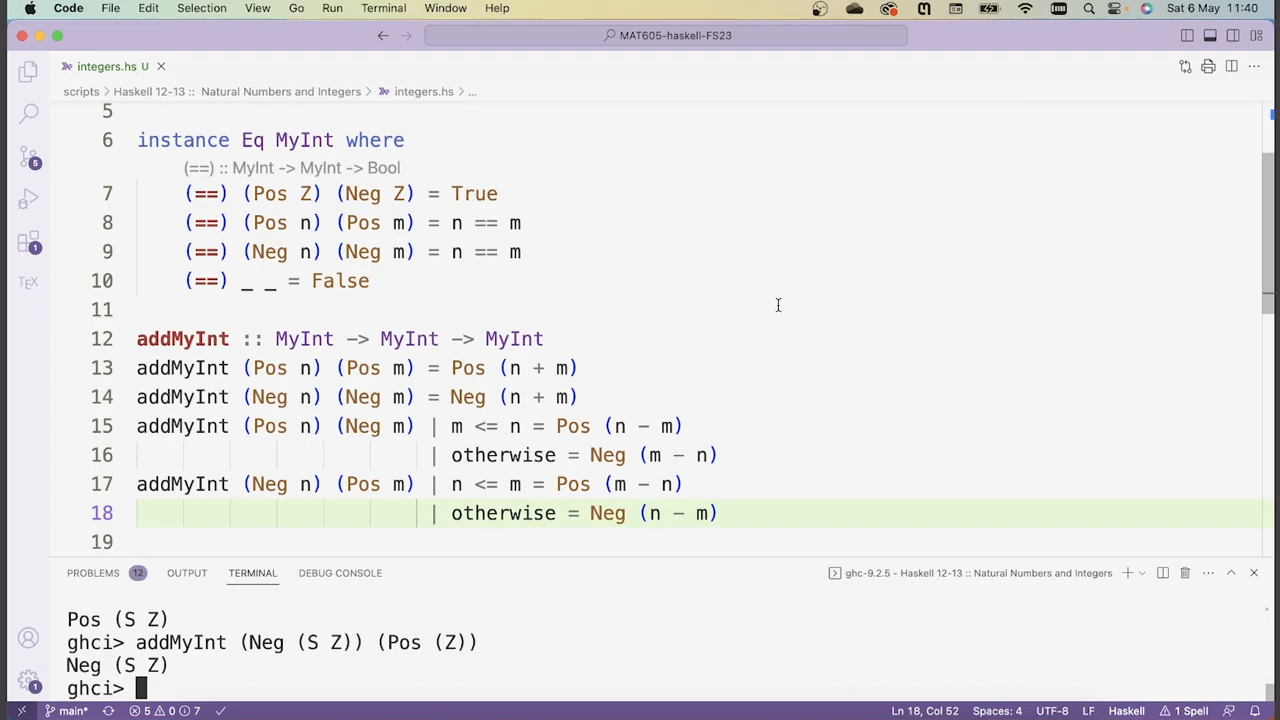 Code File Edit Selection View Go Run Terminal Window Help Sat 6 May 11:40
MAT605-haskell-FS23
integers.hs U
scripts > Haskell 12-13 :: Natural Numbers and Integers > integers.hs > ...
5
6 instance Eq MyInt where
(==) :: MyInt -> MyInt -> Bool
7 (==) (Pos Z) (Neg Z) = True
8 (==) (Pos n) (Pos m) = n == m
9 (==) (Neg n) (Neg m) = n == m
10 (==) _ _ = False
11
12 addMyInt :: MyInt -> MyInt -> MyInt
13 addMyInt (Pos n) (Pos m) = Pos (n + m)
14 addMyInt (Neg n) (Neg m) = Neg (n + m)
15 addMyInt (Pos n) (Neg m) | m <= n = Pos (n - m)
16 | otherwise = Neg (m - n)
17 addMyInt (Neg n) (Pos m) | n <= m = Pos (m - n)
18 | otherwise = Neg (n - m)
19
PROBLEMS 12 OUTPUT TERMINAL DEBUG CONSOLE ghc-9.2.5 - Haskell 12-13 :: Natural Numbers and Integers
Pos (S Z)
ghci> addMyInt (Neg (S Z)) (Pos (Z))
Neg (S Z)
ghci>
5
1
TEX
1
main* 5 0 7 Ln 18, Col 52 Spaces: 4 UTF-8 LF Haskell 1 Spell